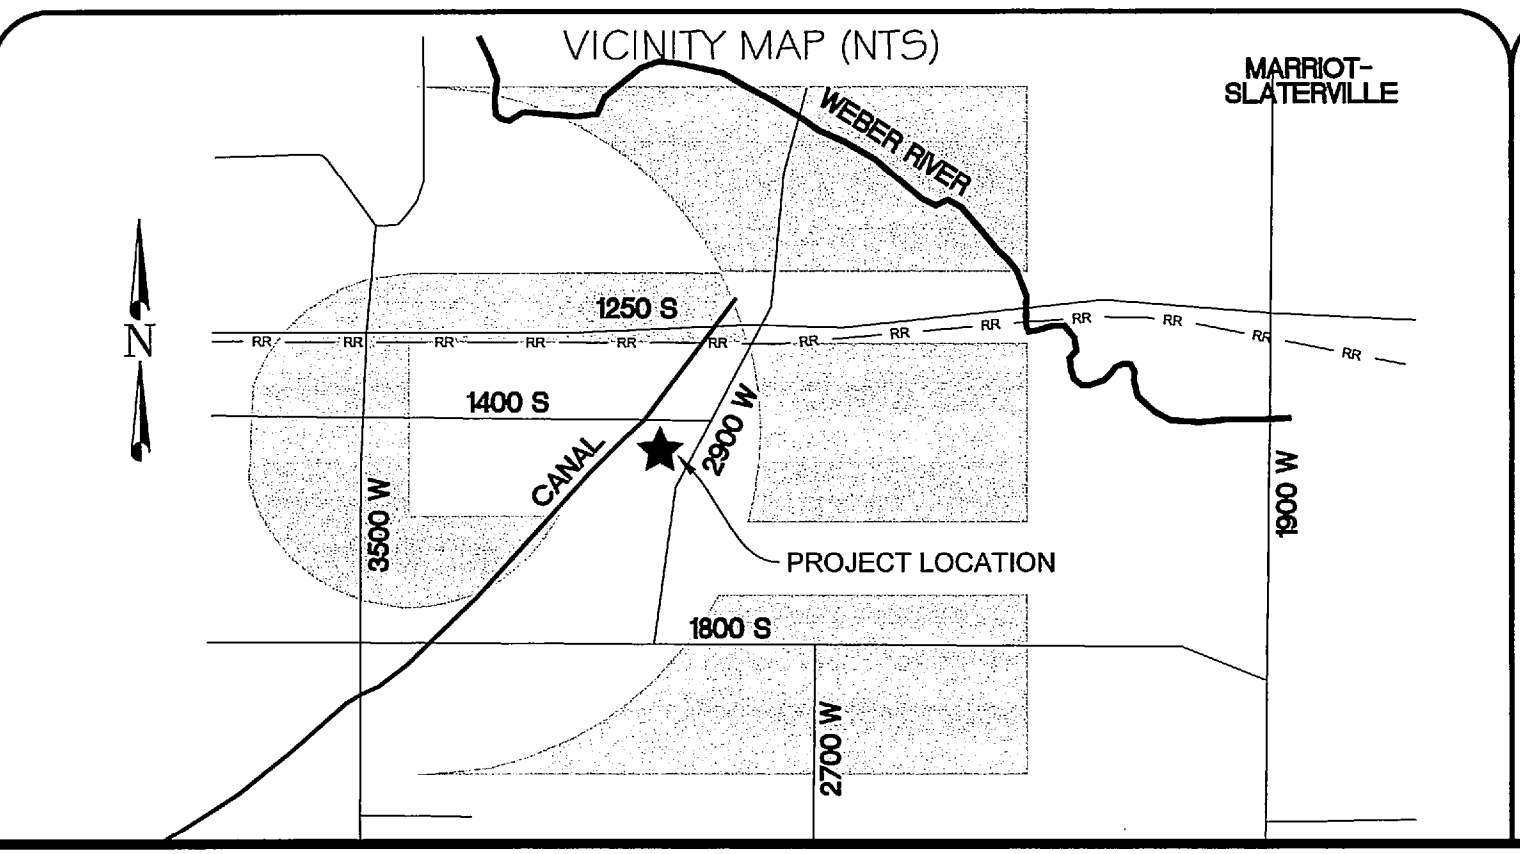 VICINITY MAP (NTS)
MARRIOT-
SLATERVILLE
WEBER RIVER
N
1250 S
RR RR RR RR RR RR RR RR RR RR RR RR RR
1400 S
2900 W
CANAL
3500 W
1900 W
PROJECT LOCATION
1800 S
2700 W